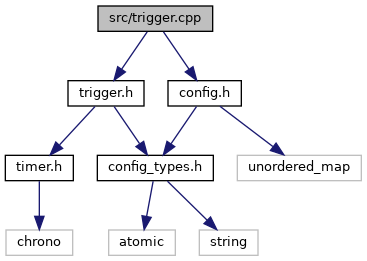 src/trigger.cpp
trigger.h
config.h
timer.h
config_types.h
unordered_map
chrono
atomic
string